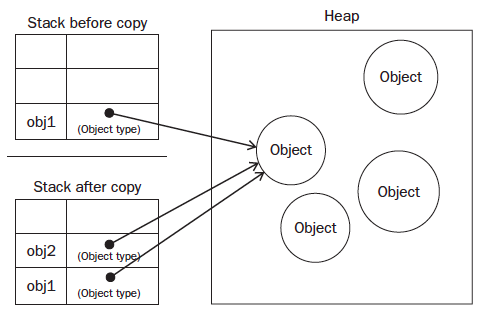 Stack before copy
obj1
(Object type)
Stack after copy
obj2
(Object type)
obj1
(Object type)
Heap
Object
Object
Object
Object